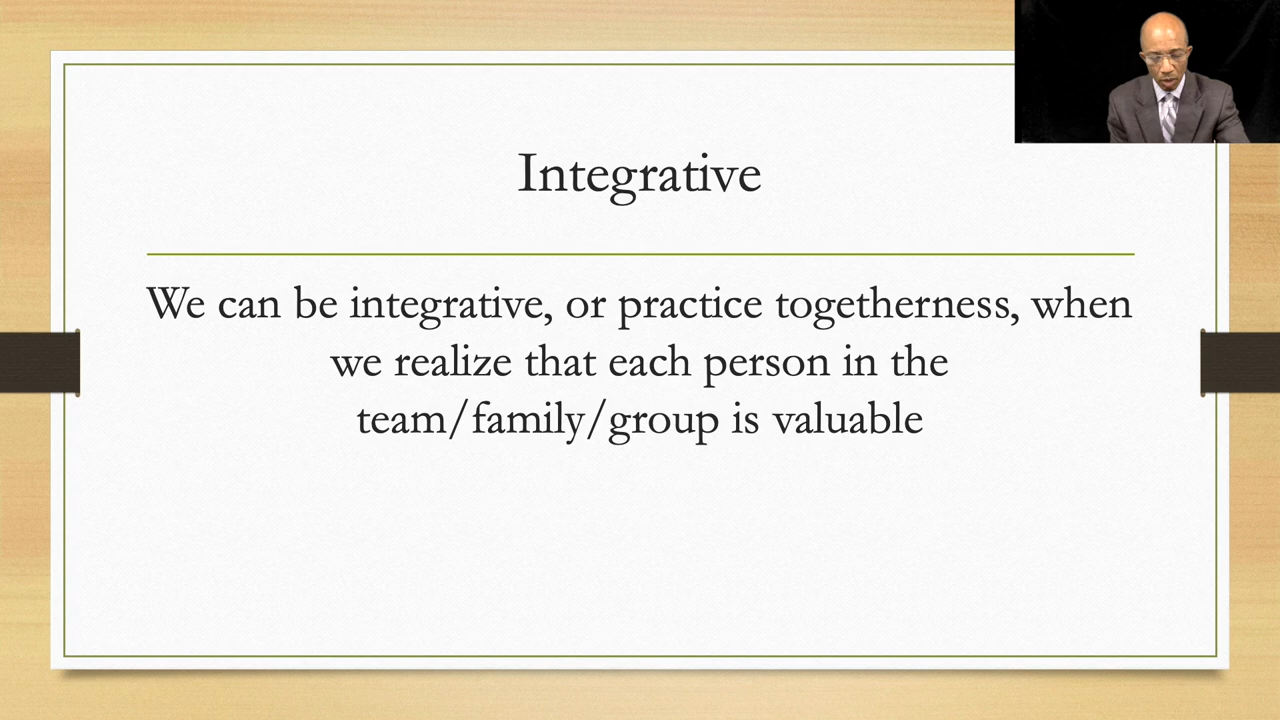 Integrative
We can be integrative, or practice togetherness, when
we realize that each person in the
team/family/group is valuable